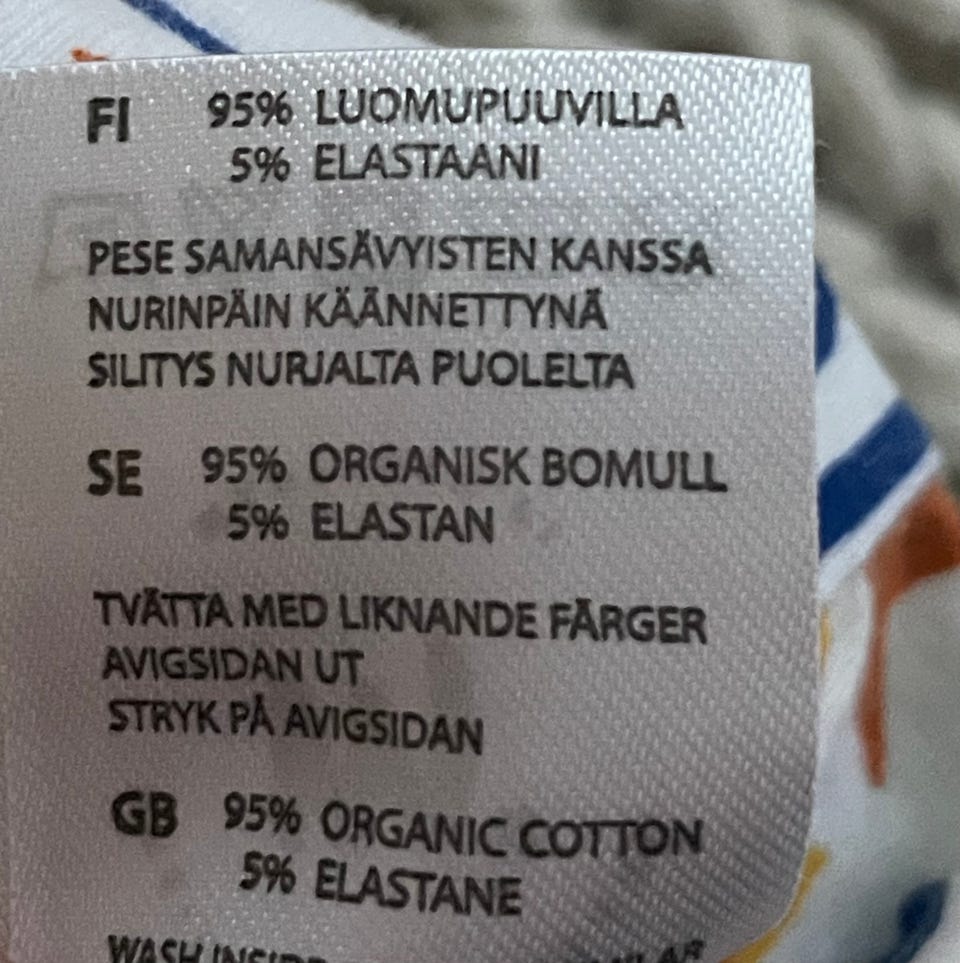 FI 95% LUOMUPUUVILLA
5% ELASTAANI
PESE SAMANSÄVYISTEN KANSSA
NURINPÄIN KÄÄNNETTYNÄ
SILITYS NURJALTA PUOLELTA
SE 95% ORGANISK BOMULL
5% ELASTAN
TVÄTTA MED LIKNANDE FÄRGER
AVIGSIDAN UT
STRYK PÅ AVIGSIDAN
GB 95% ORGANIC COTTON
5% ELASTANE
WASH